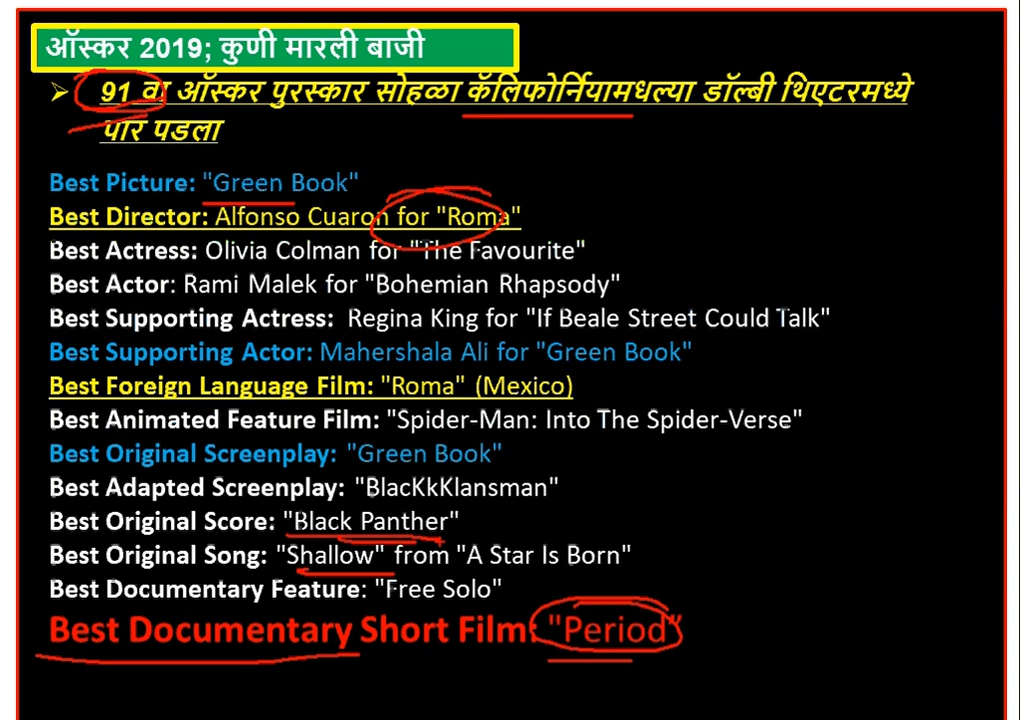 ऑस्कर 2019; कुणी मारली बाजी
➢ 91 वा ऑस्कर पुरस्कार सोहळा कॅलिफोर्नियामधल्या डॉल्बी थिएटरमध्ये
पार पडला
Best Picture: "Green Book"
Best Director: Alfonso Cuaron for "Roma"
Best Actress: Olivia Colman for "The Favourite"
Best Actor: Rami Malek for "Bohemian Rhapsody"
Best Supporting Actress: Regina King for "If Beale Street Could Talk"
Best Supporting Actor: Mahershala Ali for "Green Book"
Best Foreign Language Film: "Roma" (Mexico)
Best Animated Feature Film: "Spider-Man: Into The Spider-Verse"
Best Original Screenplay: "Green Book"
Best Adapted Screenplay: "BlacKkKlansman"
Best Original Score: "Black Panther"
Best Original Song: "Shallow" from "A Star Is Born"
Best Documentary Feature: "Free Solo"
Best Documentary Short Film: "Period"